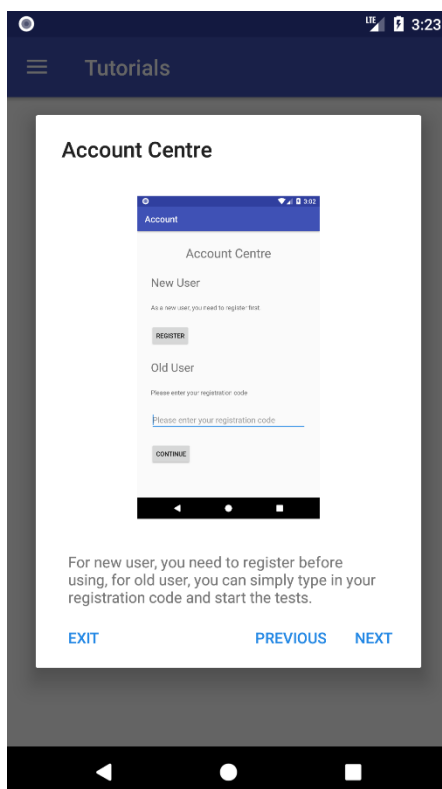 LTE 3:23
Tutorials
Account Centre
3:02
Account
Account Centre
New User
As a new user, you need to register first
REGISTER
Old User
Please enter your registration code
Please enter your registration code
CONTINUE
For new user, you need to register before
using, for old user, you can simply type in your
registration code and start the tests.
EXIT PREVIOUS NEXT